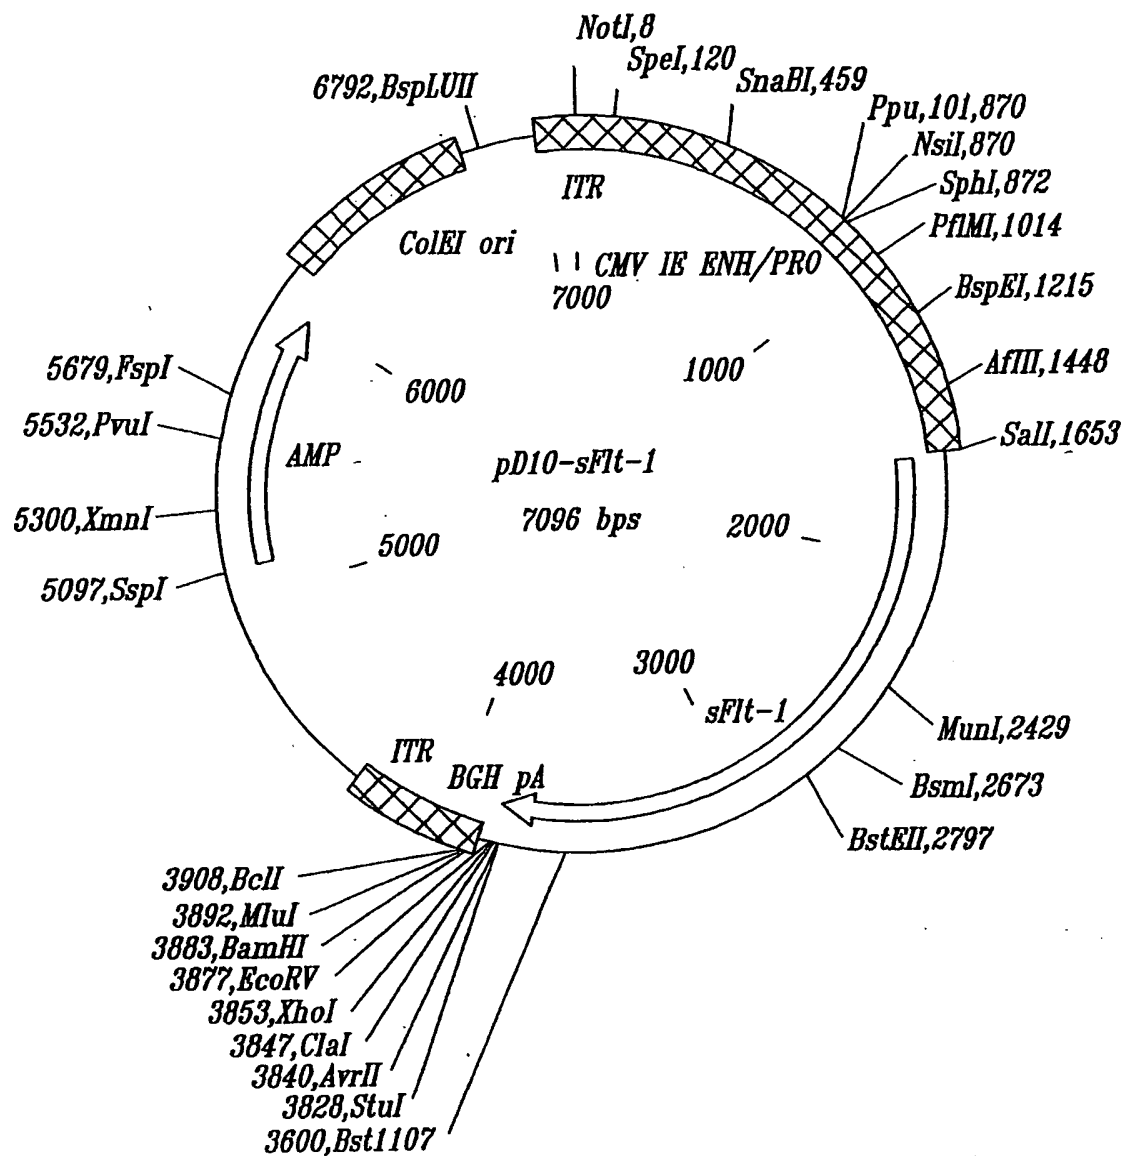 NotI,8
SpeI,120
SnaBI,459
Ppu,101,870
NsiI,870
SphI,872
PflMI,1014
BspEI,1215
AflII,1448
SalI,1653
6792,BspLUII
ITR
ColEI ori
CMV IE ENH/PRO
7000
1000
6000
5679,FspI
5532,PvuI
AMP
pD10-sFlt-1
7096 bps
2000
5300,XmnI
5000
5097,SspI
4000
3000
sFlt-1
MunI,2429
BsmI,2673
BstEII,2797
ITR
BGH pA
3908,BclI
3892,MluI
3883,BamHI
3877,EcoRV
3853,XhoI
3847,ClaI
3840,AvrII
3828,StuI
3600,Bst1107